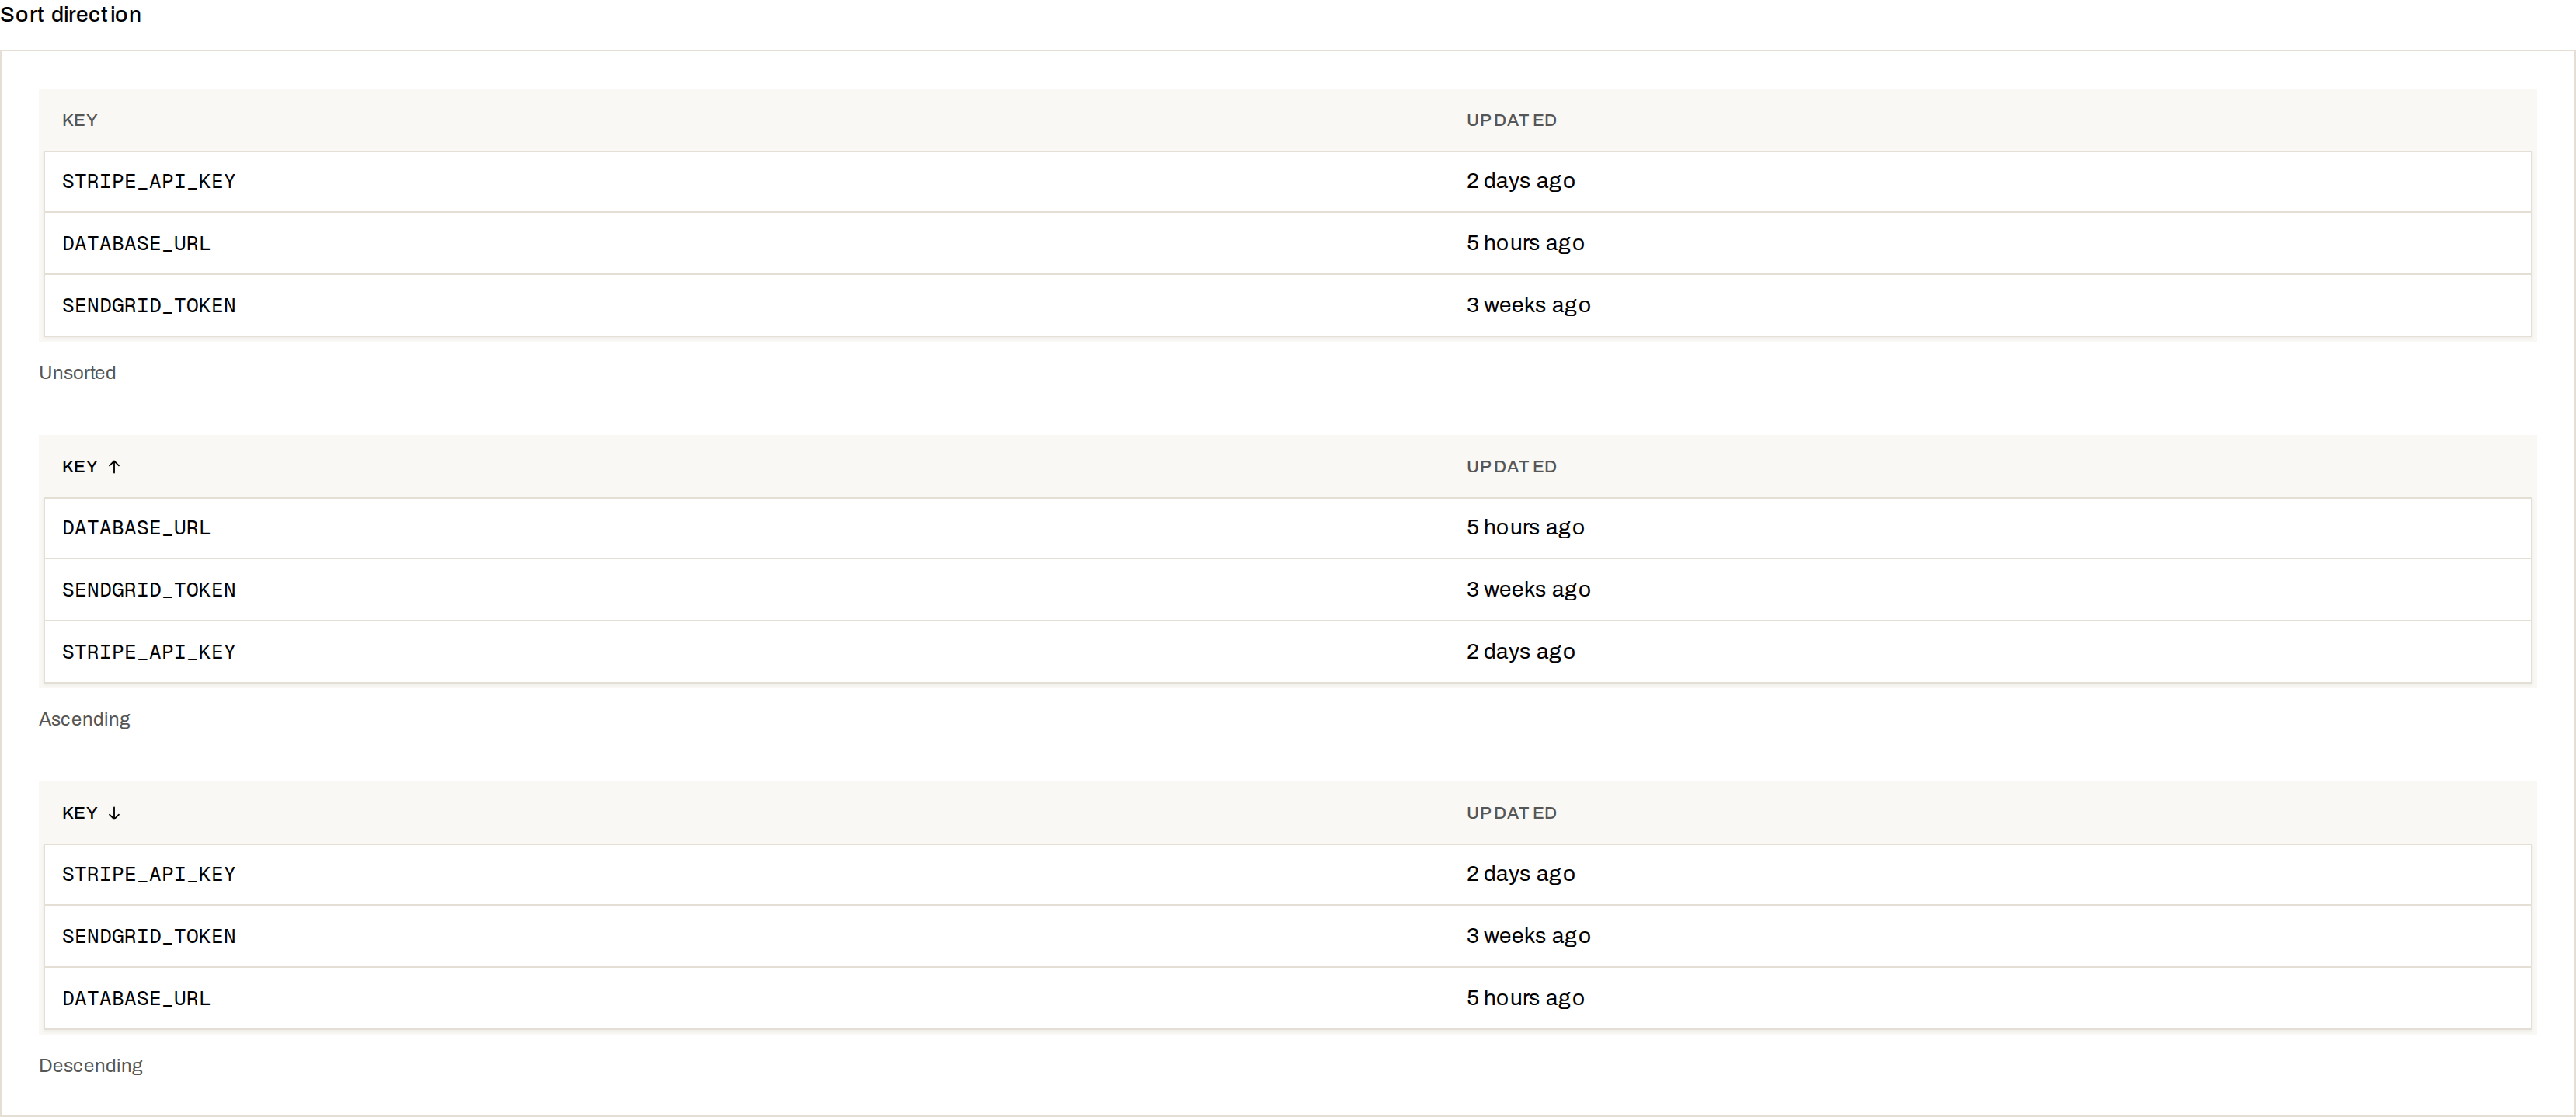 Sort direction
KEY UPDATED
STRIPE_API_KEY 2 days ago
DATABASE_URL 5 hours ago
SENDGRID_TOKEN 3 weeks ago
Unsorted
KEY ↑ UPDATED
DATABASE_URL 5 hours ago
SENDGRID_TOKEN 3 weeks ago
STRIPE_API_KEY 2 days ago
Ascending
KEY ↓ UPDATED
STRIPE_API_KEY 2 days ago
SENDGRID_TOKEN 3 weeks ago
DATABASE_URL 5 hours ago
Descending